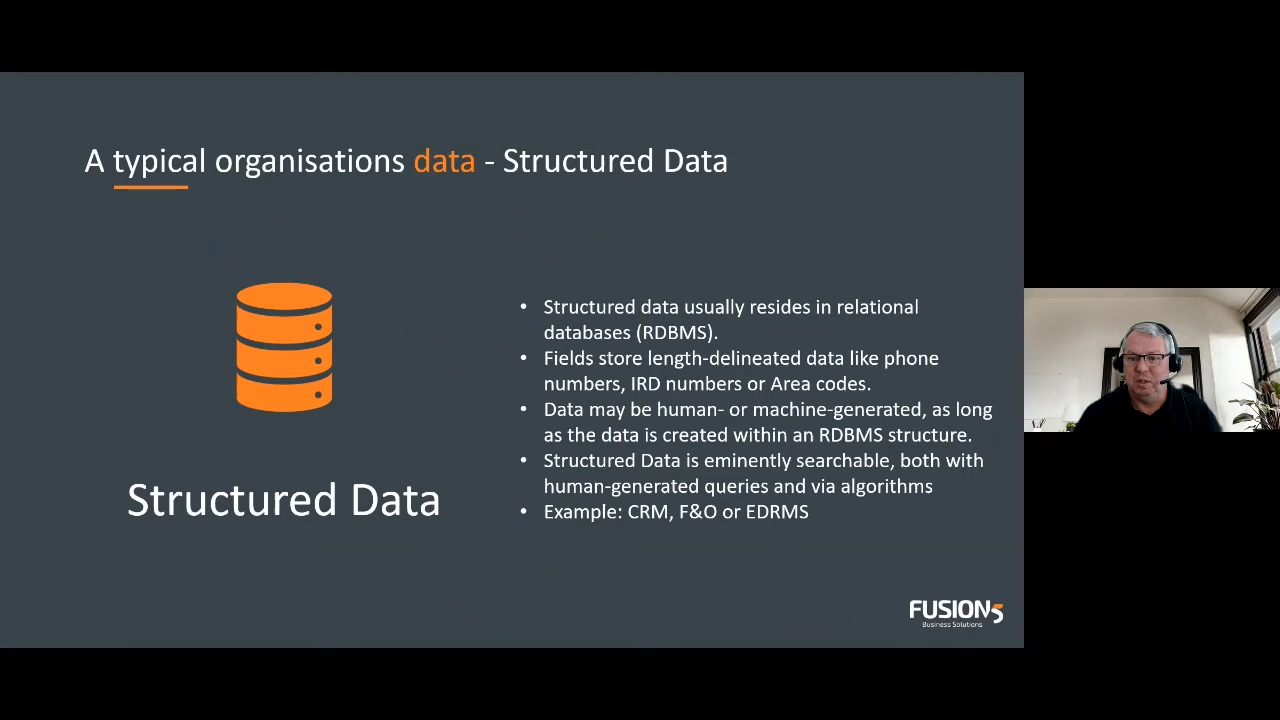 A typical organisations data - Structured Data
Structured Data
• Structured data usually resides in relational
databases (RDBMS).
• Fields store length-delineated data like phone
numbers, IRD numbers or Area codes.
• Data may be human- or machine-generated, as long
as the data is created within an RDBMS structure.
• Structured Data is eminently searchable, both with
human-generated queries and via algorithms
• Example: CRM, F&O or EDRMS
FUSION5
Business Solutions